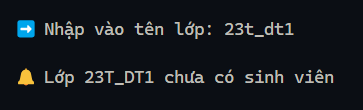 ➡️ Nhập vào tên lớp: 23t_dt1
🔔 Lớp 23T_DT1 chưa có sinh viên